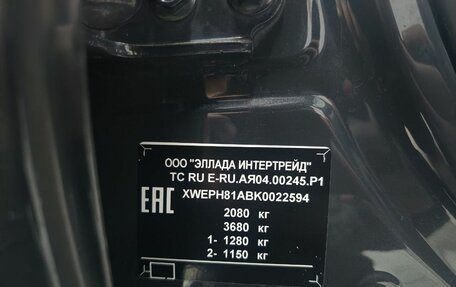 ООО "ЭЛЛАДА ИНТЕРТРЕЙД"
ТС RU E-RU.АЯ04.00245.Р1
ЕАС XWEPH81ABK0022594
2080 кг
3680 кг
1- 1280 кг
2- 1150 кг